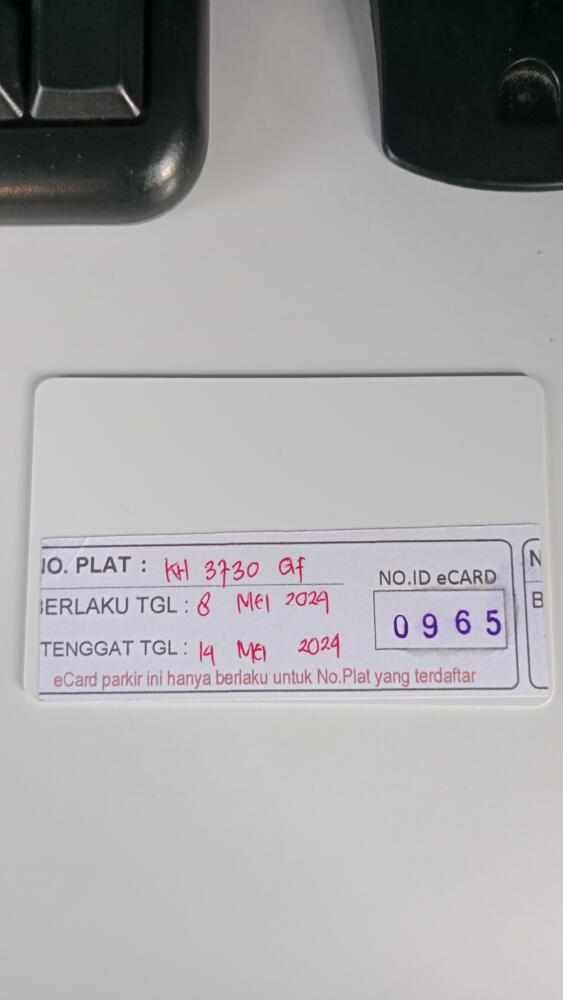 NO. PLAT : KH 3730 QF
BERLAKU TGL : 8 MEI 2024
TENGGAT TGL : 14 MEI 2024
NO.ID eCARD
0965
eCard parkir ini hanya berlaku untuk No.Plat yang terdaftar